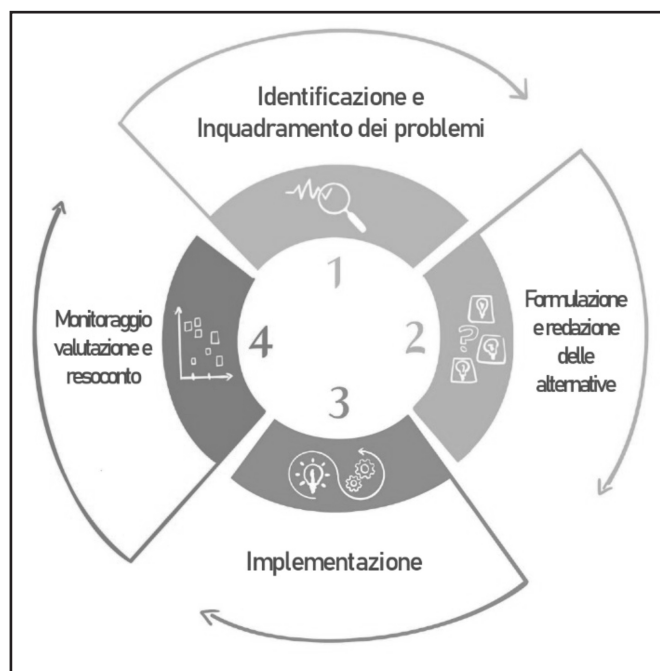 Identificazione e
Inquadramento dei problemi
1
Formulazione
e redazione
delle
alternative
2
3
Implementazione
Monitoraggio
valutazione e
resoconto
4
?